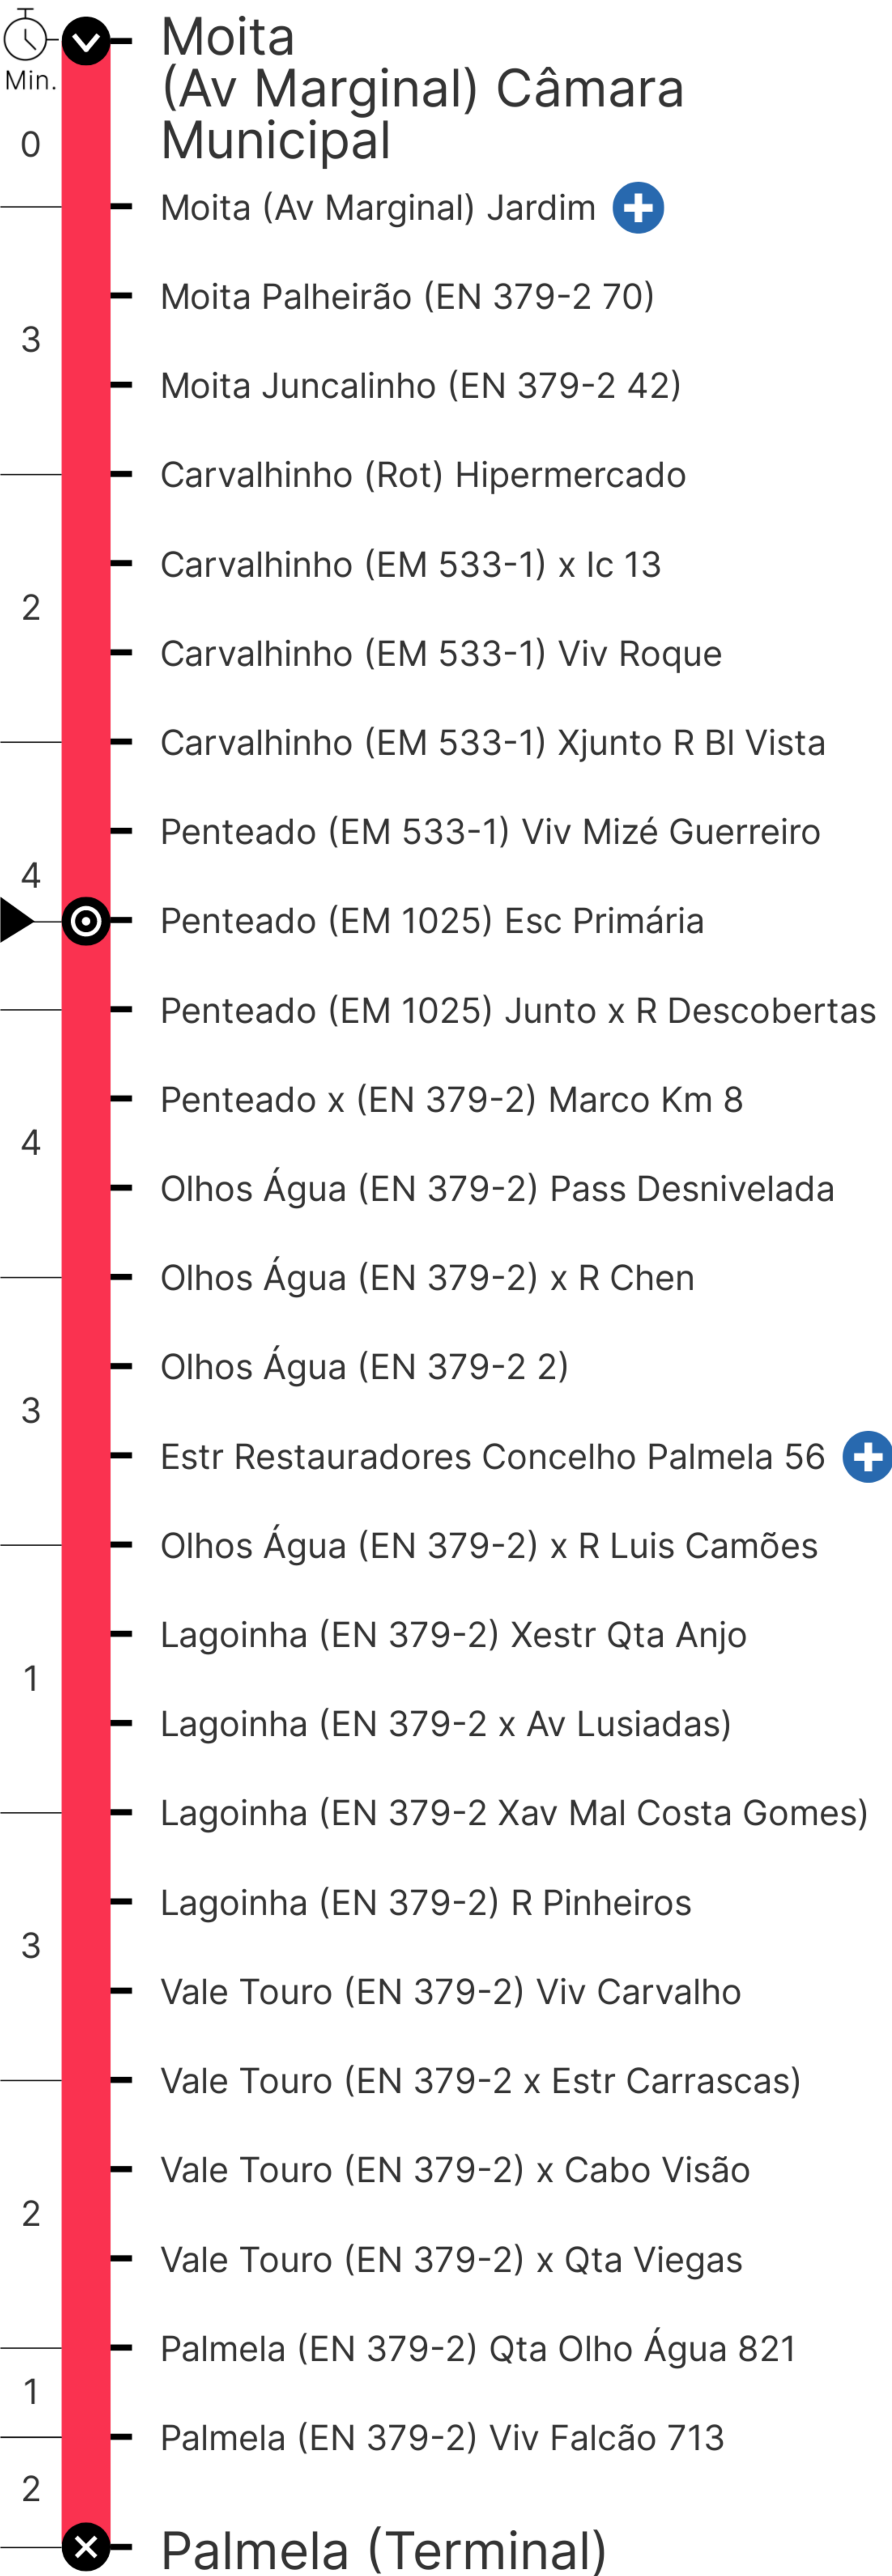 Moita
Min.
(Av Marginal) Câmara
0
Municipal
Moita (Av Marginal) Jardim
Moita Palheirão (EN 379-2 70)
3
Moita Juncalinho (EN 379-2 42)
Carvalhinho (Rot) Hipermercado
Carvalhinho (EM 533-1) x Ic 13
2
Carvalhinho (EM 533-1) Viv Roque
Carvalhinho (EM 533-1) Xjunto R Bl Vista
Penteado (EM 533-1) Viv Mizé Guerreiro
4
Penteado (EM 1025) Esc Primária
Penteado (EM 1025) Junto x R Descobertas
Penteado x (EN 379-2) Marco Km 8
4
Olhos Água (EN 379-2) Pass Desnivelada
Olhos Água (EN 379-2) x R Chen
Olhos Água (EN 379-2 2)
3
Estr Restauradores Concelho Palmela 56
Olhos Água (EN 379-2) x R Luis Camões
Lagoinha (EN 379-2) Xestr Qta Anjo
1
Lagoinha (EN 379-2 x Av Lusiadas)
Lagoinha (EN 379-2 Xav Mal Costa Gomes)
Lagoinha (EN 379-2) R Pinheiros
3
Vale Touro (EN 379-2) Viv Carvalho
Vale Touro (EN 379-2 x Estr Carrascas)
Vale Touro (EN 379-2) x Cabo Visão
2
Vale Touro (EN 379-2) x Qta Viegas
Palmela (EN 379-2) Qta Olho Água 821
1
Palmela (EN 379-2) Viv Falcão 713
2
Palmela (Terminal)